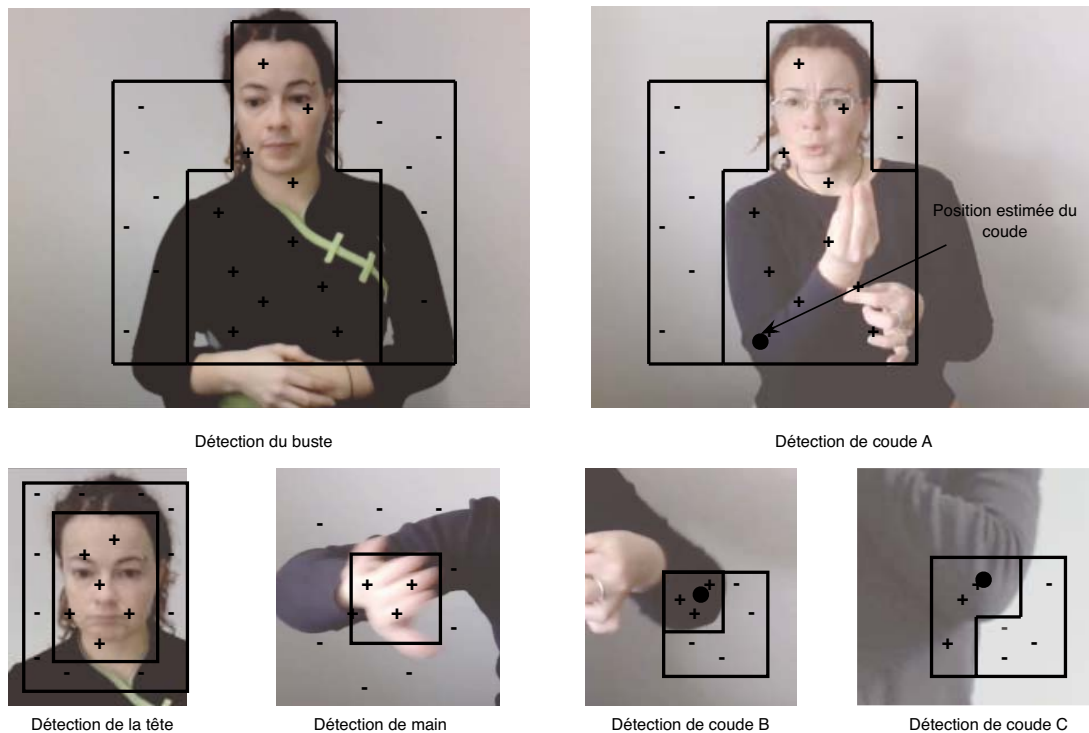 Position estimée du
coude
Détection du buste
Détection de coude A
Détection de la tête
Détection de main
Détection de coude B
Détection de coude C